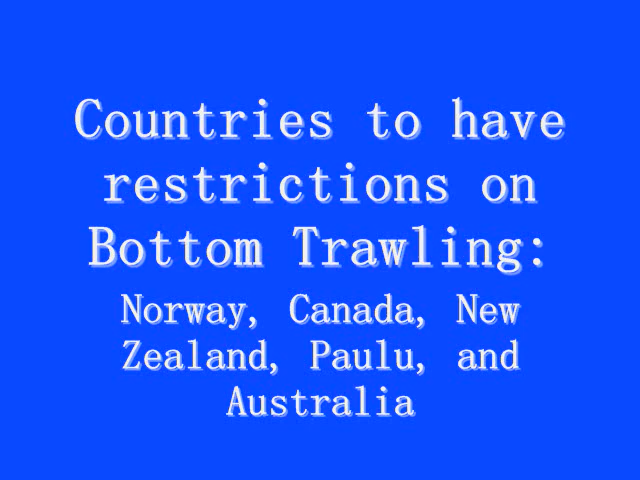 Countries to have
restrictions on
Bottom Trawling:
Norway, Canada, New
Zealand, Paulu, and
Australia